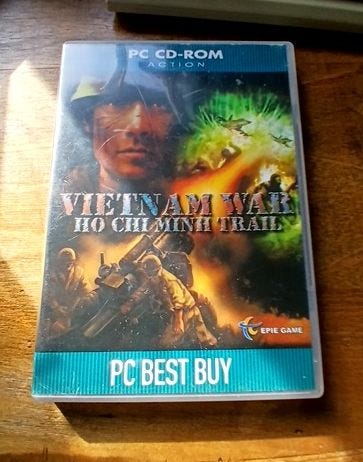 PC CD-ROM
ACTION
VIETNAM WAR
HO CHI MINH TRAIL
EPIE GAME
PC BEST BUY